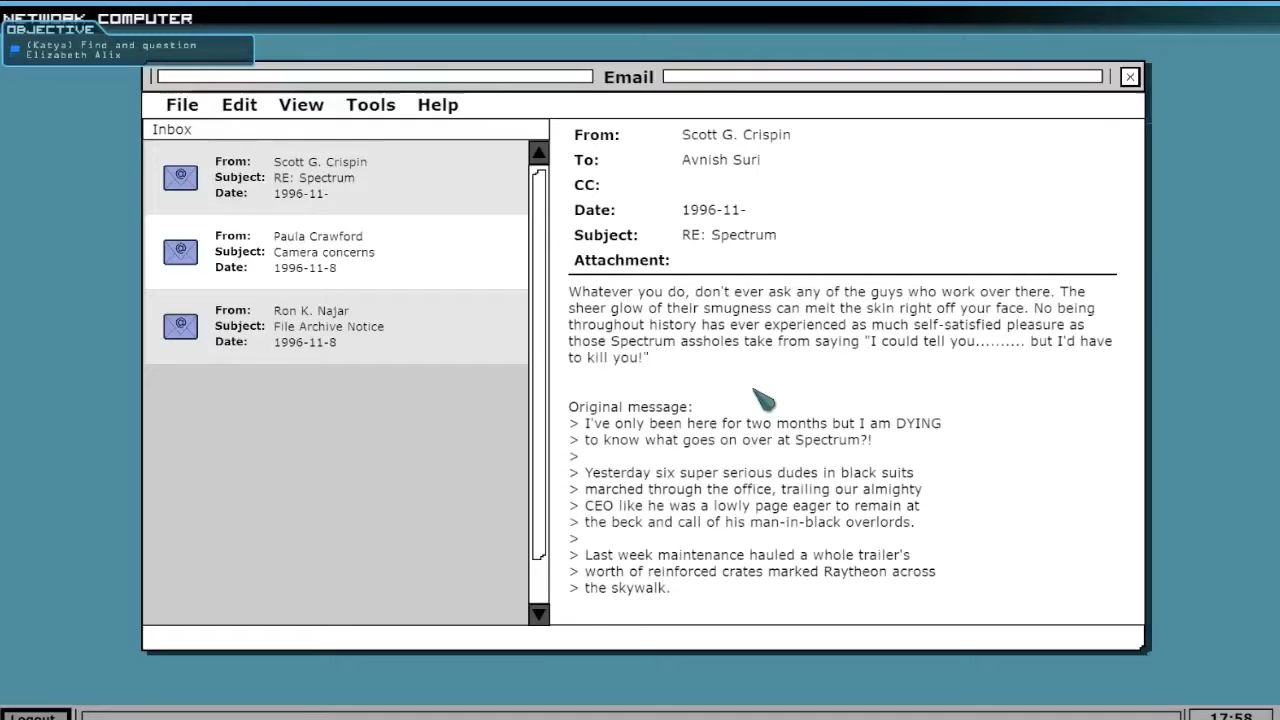 NETWORK COMPUTER
OBJECTIVE
(Katya) Find and question
Elizabeth Alix
Email
File Edit View Tools Help
Inbox
From: Scott G. Crispin
Subject: RE: Spectrum
Date: 1996-11-
From: Paula Crawford
Subject: Camera concerns
Date: 1996-11-8
From: Ron K. Najar
Subject: File Archive Notice
Date: 1996-11-8
From: Scott G. Crispin
To: Avnish Suri
CC:
Date: 1996-11-
Subject: RE: Spectrum
Attachment:
Whatever you do, don't ever ask any of the guys who work over there. The
sheer glow of their smugness can melt the skin right off your face. No being
throughout history has ever experienced as much self-satisfied pleasure as
those Spectrum assholes take from saying "I could tell you.......... but I'd have
to kill you!"
Original message:
> I've only been here for two months but I am DYING
> to know what goes on over at Spectrum?!
>
> Yesterday six super serious dudes in black suits
> marched through the office, trailing our almighty
> CEO like he was a lowly page eager to remain at
> the beck and call of his man-in-black overlords.
>
> Last week maintenance hauled a whole trailer's
> worth of reinforced crates marked Raytheon across
> the skywalk.
Logout
17:58